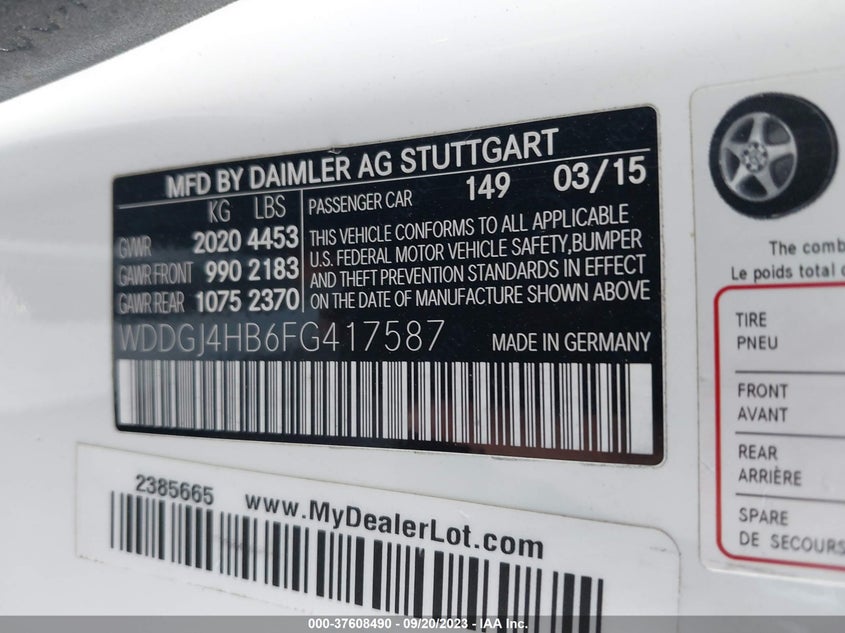 MFD BY DAIMLER AG STUTTGART
KG LBS
GVWR 2020 4453
GAWR FRONT 990 2183
GAWR REAR 1075 2370
PASSENGER CAR 149 03/15
THIS VEHICLE CONFORMS TO ALL APPLICABLE
U.S. FEDERAL MOTOR VEHICLE SAFETY,BUMPER
AND THEFT PREVENTION STANDARDS IN EFFECT
ON THE DATE OF MANUFACTURE SHOWN ABOVE
WDDGJ4HB6FG417587 MADE IN GERMANY
2385665 www.MyDealerLot.com
The comb
Le poids total
TIRE
PNEU
FRONT
AVANT
REAR
ARRIÈRE
SPARE
DE SECOURS
000-37608490 - 09/20/2023 - IAA Inc.